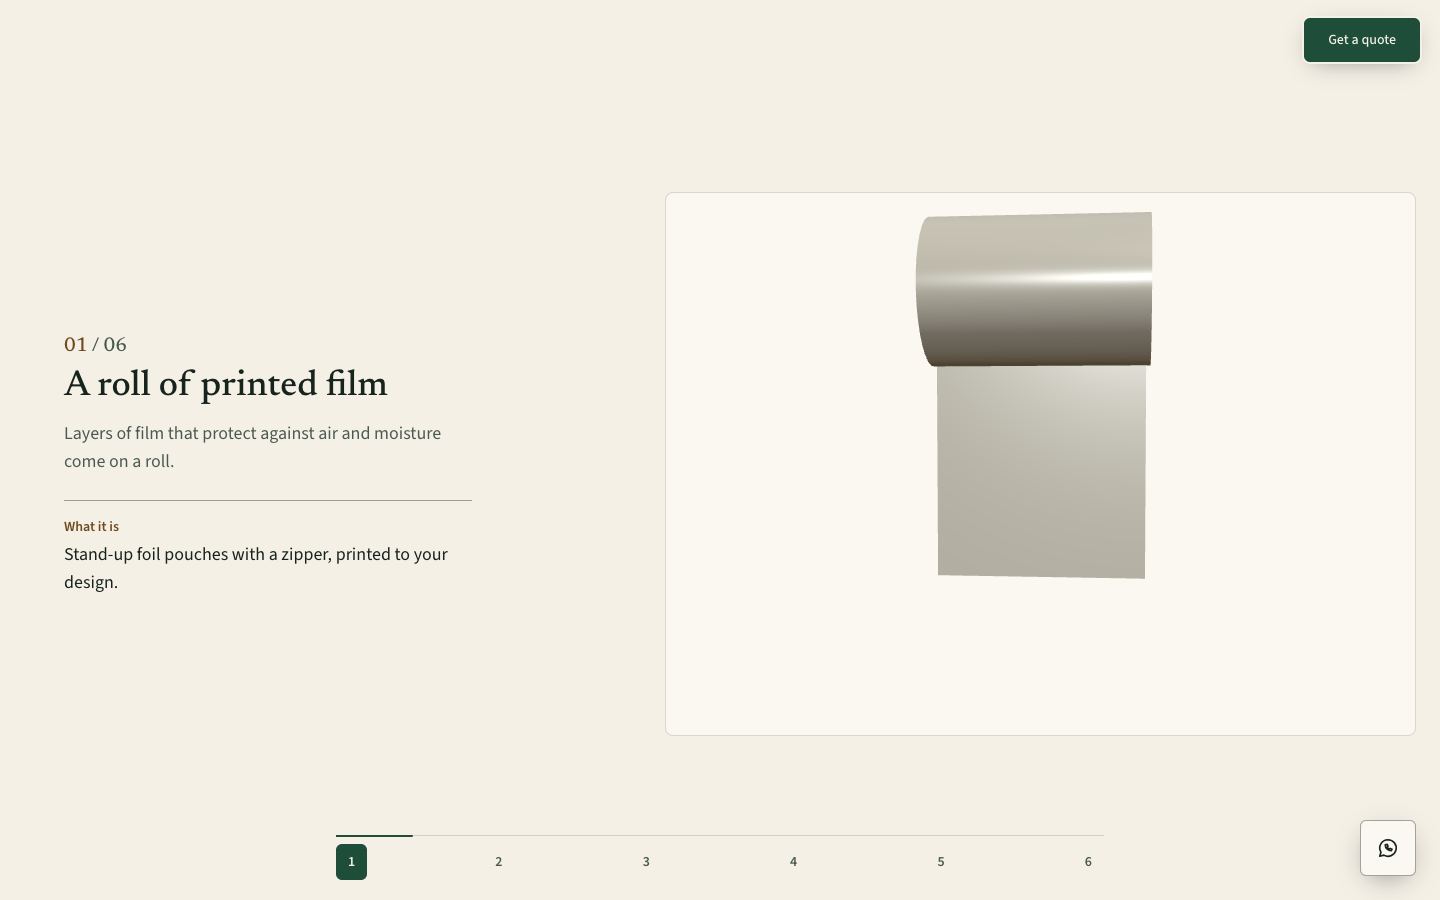 Get a quote
01 / 06
A roll of printed film
Layers of film that protect against air and moisture
come on a roll.
What it is
Stand-up foil pouches with a zipper, printed to your
design.
1 2 3 4 5 6